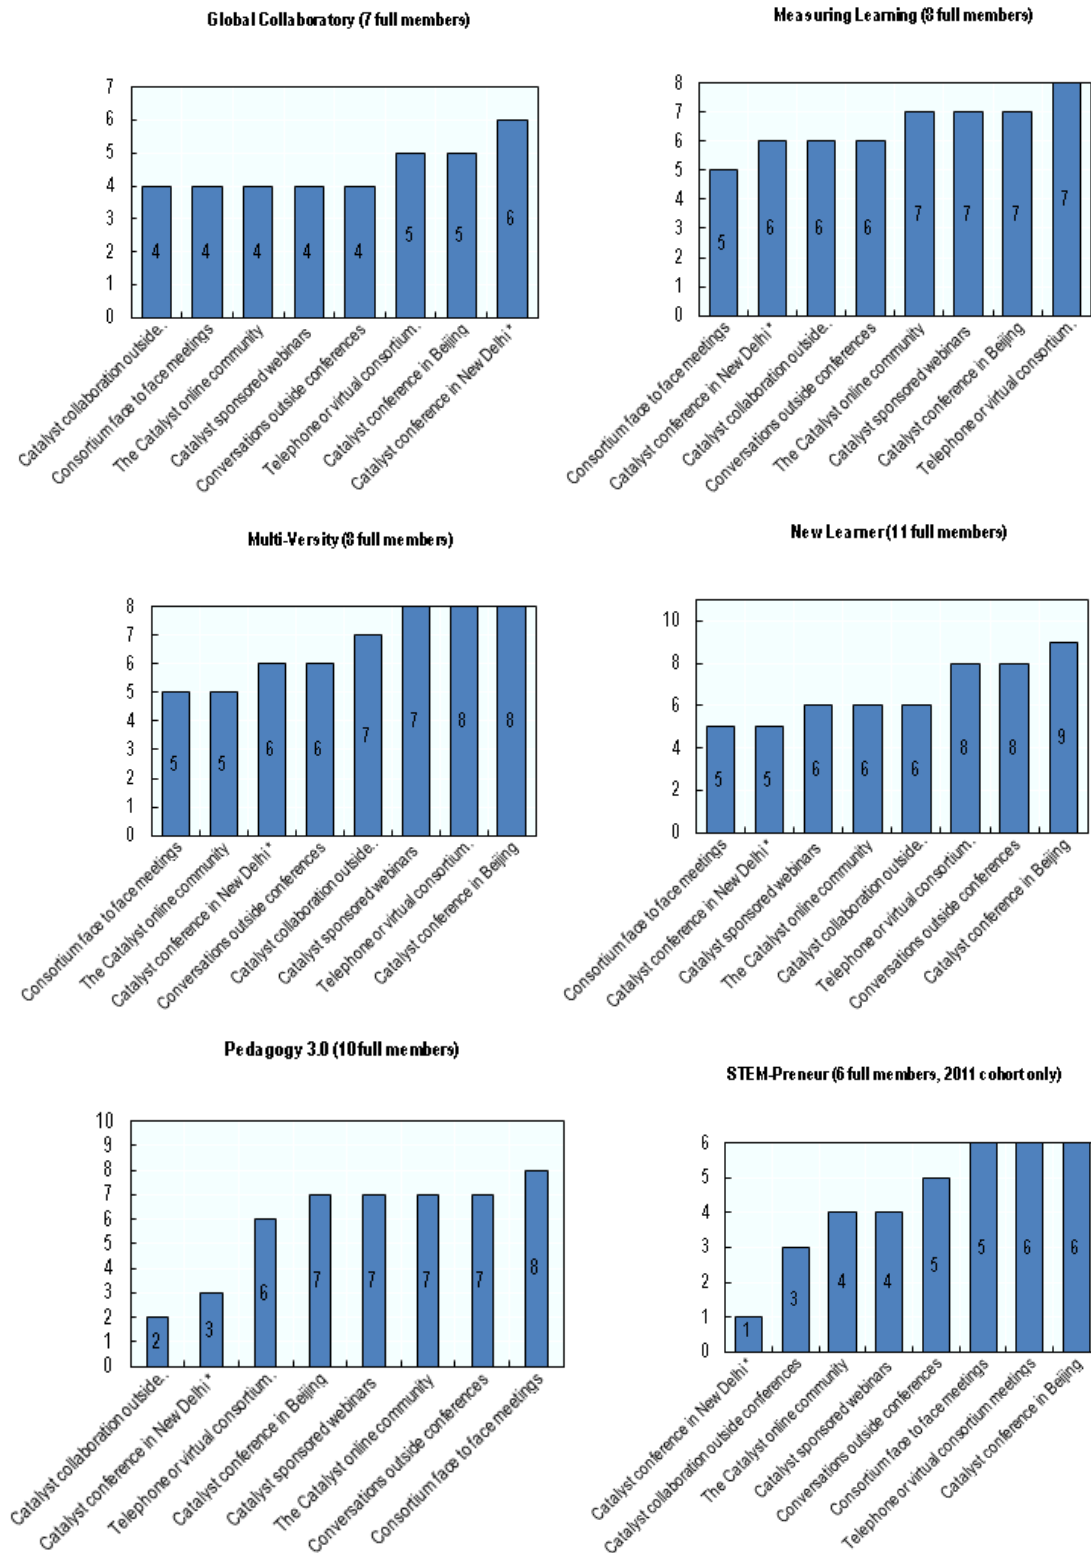 Global Collaboratory (7 full members)
7
6
5
4
3
2
1
0
4
4
4
4
4
5
5
6
Catalyst collaboration outside..
Consortium face to face meetings
The Catalyst online community
Catalyst sponsored webinars
Conversations outside conferences
Telephone or virtual consortium.
Catalyst conference in Beijing
Catalyst conference in New Delhi*
Measuring Learning (8 full members)
8
7
6
5
4
3
2
1
0
5
6
6
6
7
7
7
7
Consortium face to face meetings
Catalyst conference in New Delhi*
Catalyst collaboration outside..
Conversations outside conferences
The Catalyst online community
Catalyst sponsored webinars
Catalyst conference in Beijing
Telephone or virtual consortium.
Multi-Versity (8 full members)
8
7
6
5
4
3
2
1
0
5
5
6
6
7
7
8
8
Consortium face to face meetings
The Catalyst online community
Catalyst conference in New Delhi*
Conversations outside conferences
Catalyst collaboration outside..
Catalyst sponsored webinars
Telephone or virtual consortium.
Catalyst conference in Beijing
New Learner (11 full members)
10
8
6
4
2
0
5
5
6
6
6
8
8
9
Consortium face to face meetings
Catalyst conference in New Delhi*
Catalyst sponsored webinars
The Catalyst online community
Catalyst collaboration outside..
Telephone or virtual consortium..
Conversations outside conferences
Catalyst conference in Beijing
Pedagogy 3.0 (10 full members)
10
9
8
7
6
5
4
3
2
1
0
2
3
6
7
7
7
7
8
Catalyst collaboration outside..
Catalyst conference in New Delhi*
Telephone or virtual consortium.
Catalyst conference in Beijing
Catalyst sponsored webinars
The Catalyst online community
Conversations outside conferences
Consortium face to face meetings
STEM-Preneur (6 full members, 2011 cohort only)
6
5
4
3
2
1
0
1
3
4
4
5
5
6
6
Catalyst conference in New Delhi*
Catalyst collaboration outside conferences
The Catalyst online community
Catalyst sponsored webinars
Conversations outside conferences
Consortium face to face meetings
Telephone or virtual consortium meetings
Catalyst conference in Beijing